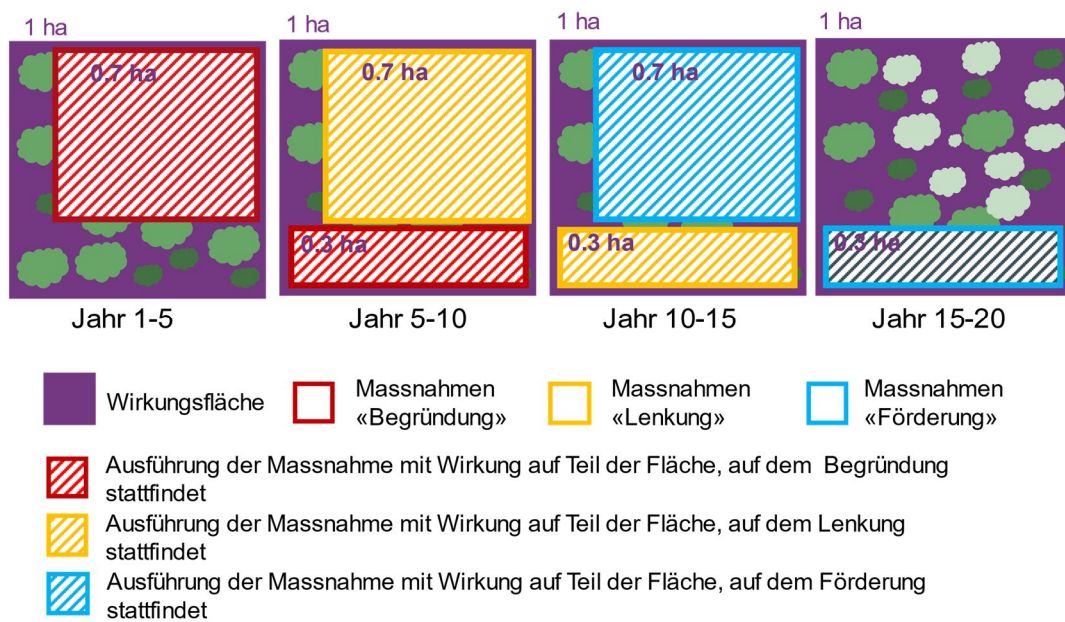 1 ha
1 ha
1 ha
1 ha
0.7 ha
0.7 ha
0.7 ha
0.3 ha
0.3 ha
0.3 ha
Jahr 1-5
Jahr 5-10
Jahr 10-15
Jahr 15-20
Wirkungsfläche
Massnahmen
«Begründung»
Massnahmen
«Lenkung»
Massnahmen
«Förderung»
Ausführung der Massnahme mit Wirkung auf Teil der Fläche, auf dem Begründung
stattfindet
Ausführung der Massnahme mit Wirkung auf Teil der Fläche, auf dem Lenkung
stattfindet
Ausführung der Massnahme mit Wirkung auf Teil der Fläche, auf dem Förderung
stattfindet